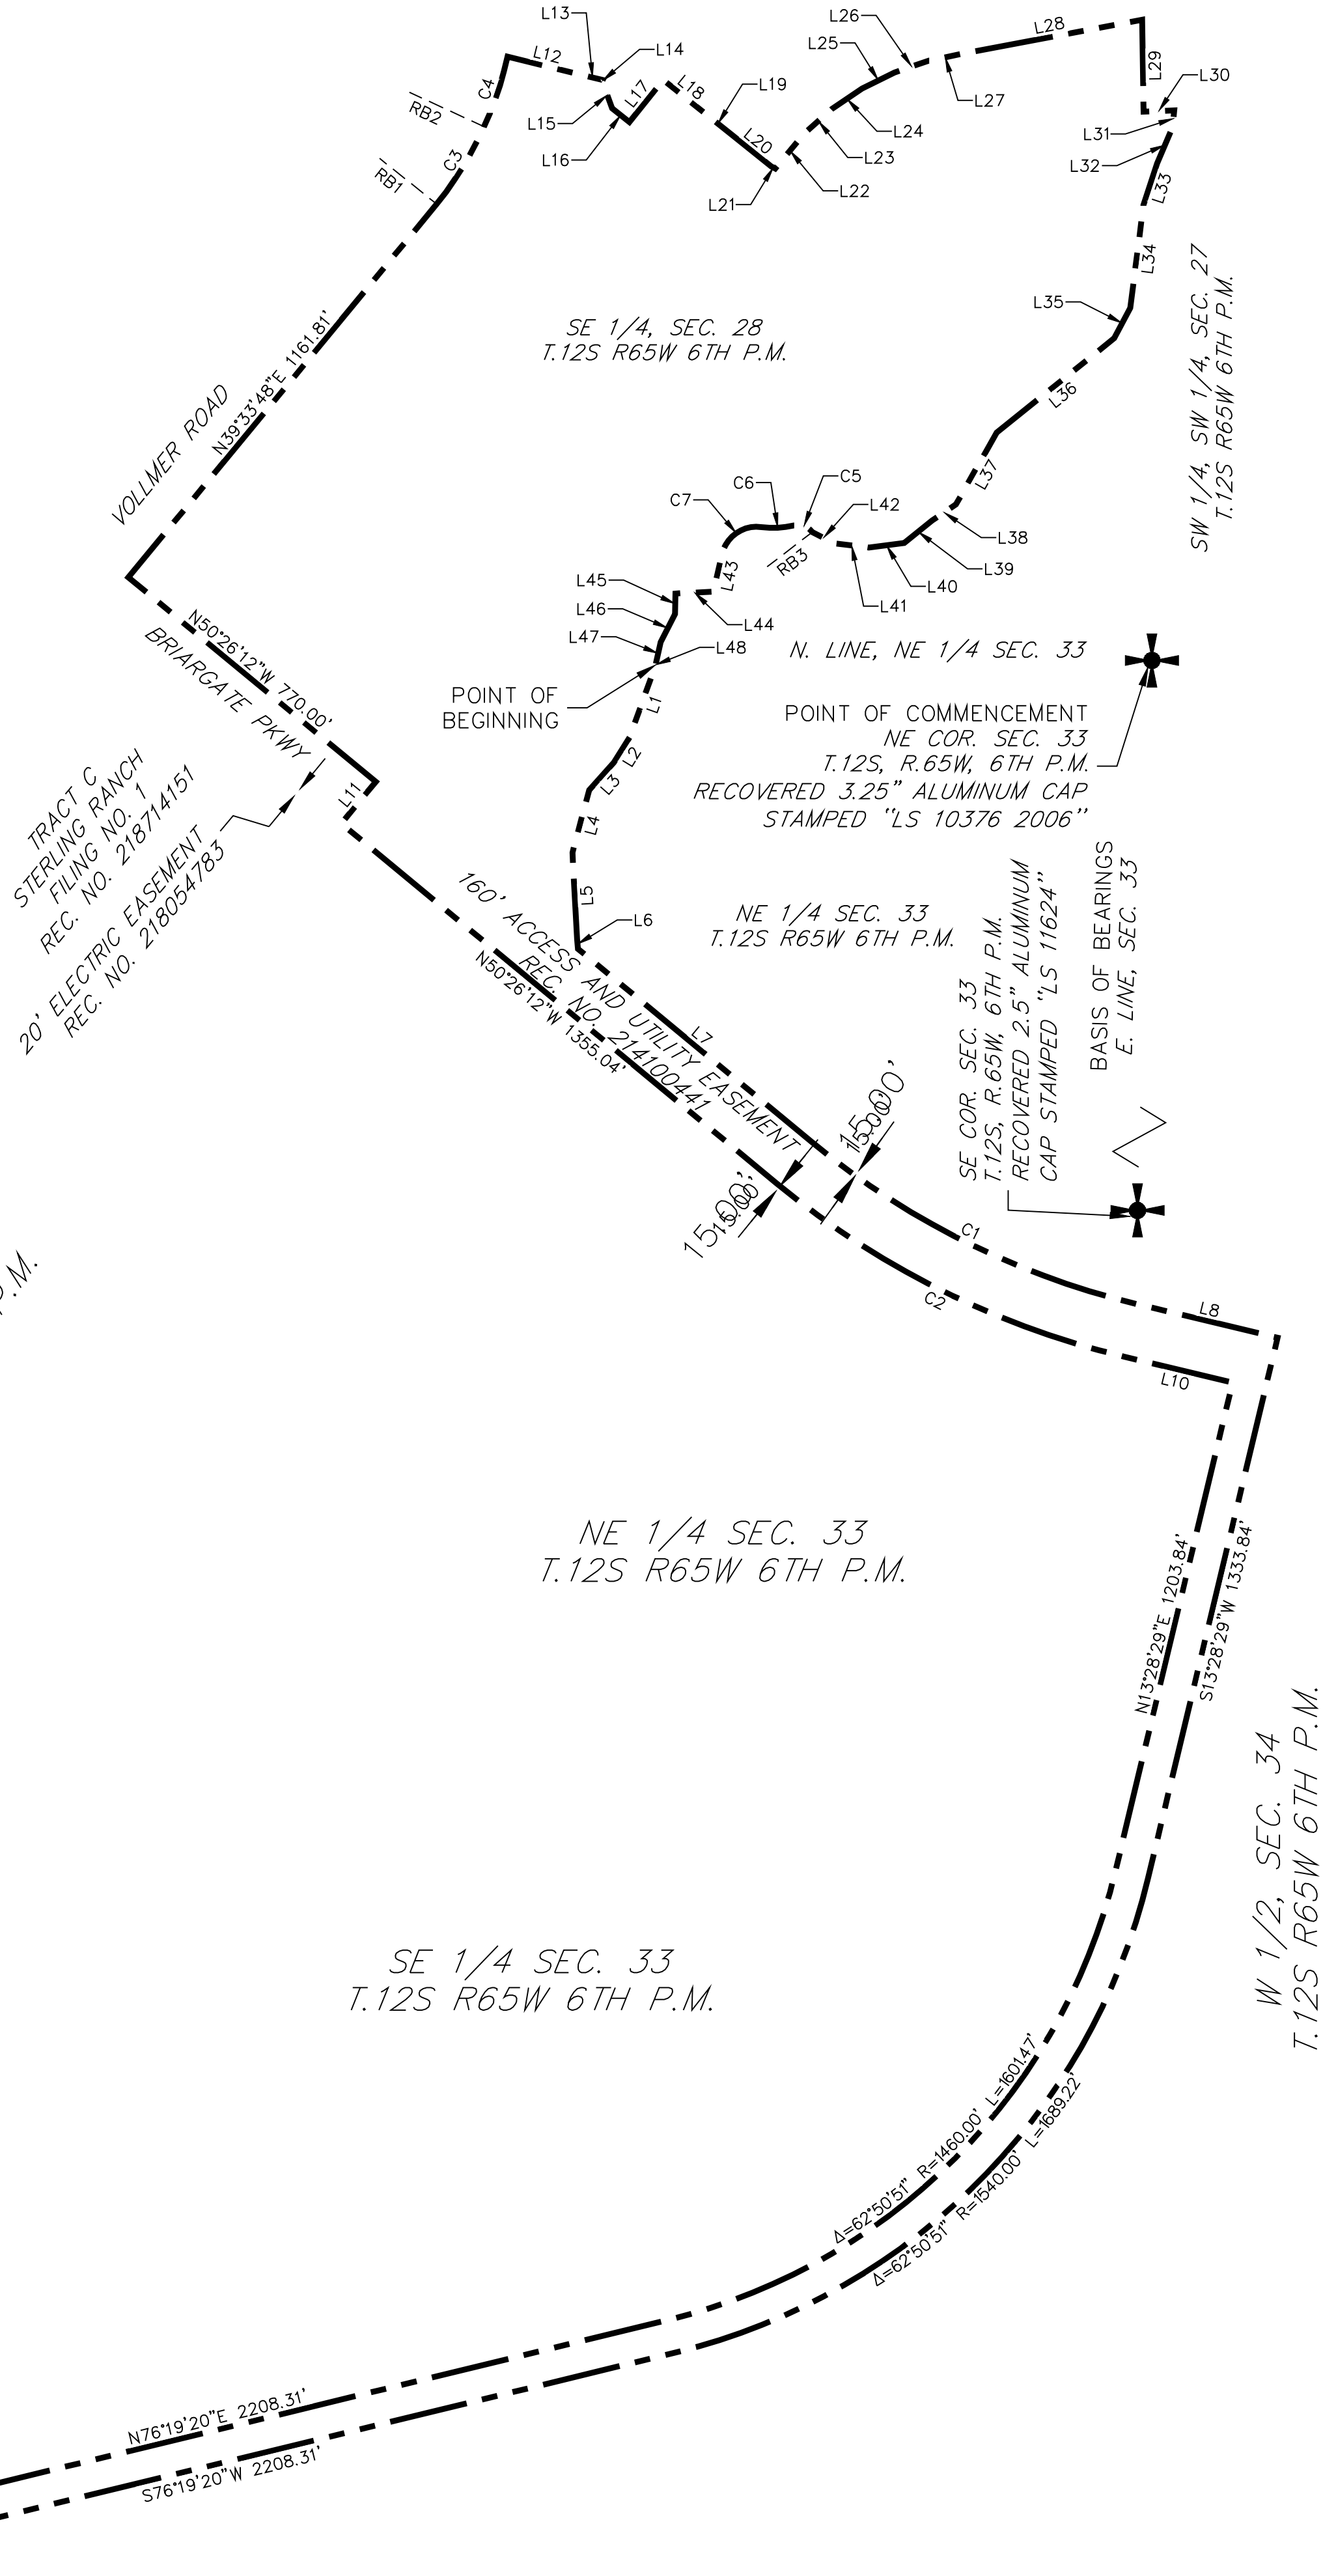 L13
L14
L12
C4
RB2
C3
RB1
L15
L16
L17
L18
L19
L20
L21
L22
L23
L24
L25
L26
L27
L28
L29
L30
L31
L32
L33
L34
L35
L36
L37
L38
L39
L40
L41
L42
RB3
C5
C6
C7
L43
L44
L45
L46
L47
L48
SE 1/4, SEC. 28
T.12S R65W 6TH P.M.
SW 1/4, SW 1/4, SEC. 27
T.12S R65W 6TH P.M.
VOLLMER ROAD
N39°33'48"E 1161.81'
N50°26'12"W 770.00'
BRIARGATE PKWY
L11
TRACT C
STERLING RANCH
FILING NO. 1
REC. NO. 218714151
20' ELECTRIC EASEMENT
REC. NO. 218054783
POINT OF
BEGINNING
L1
L2
L3
L4
L5
L6
N. LINE, NE 1/4 SEC. 33
POINT OF COMMENCEMENT
NE COR. SEC. 33
T.12S, R.65W, 6TH P.M.
RECOVERED 3.25" ALUMINUM CAP
STAMPED "LS 10376 2006"
NE 1/4 SEC. 33
T.12S R65W 6TH P.M.
160' ACCESS AND UTILITY EASEMENT
REC. NO. 214100441
N50°26'12"W 1355.04'
L7
15.00'
15.00'
15.00'
15.00'
SE COR. SEC. 33
T.12S, R.65W, 6TH P.M.
RECOVERED 2.5" ALUMINUM
CAP STAMPED "LS 11624"
BASIS OF BEARINGS
E. LINE, SEC. 33
C1
C2
L8
L10
P.M.
NE 1/4 SEC. 33
T.12S R65W 6TH P.M.
N13°28'29"E 1203.84'
S13°28'29"W 1333.84'
W 1/2, SEC. 34
T.12S R65W 6TH P.M.
SE 1/4 SEC. 33
T.12S R65W 6TH P.M.
Δ=62°50'51" R=1460.00' L=1601.47'
Δ=62°50'51" R=1540.00' L=1689.22'
N76°19'20"E 2208.31'
S76°19'20"W 2208.31'